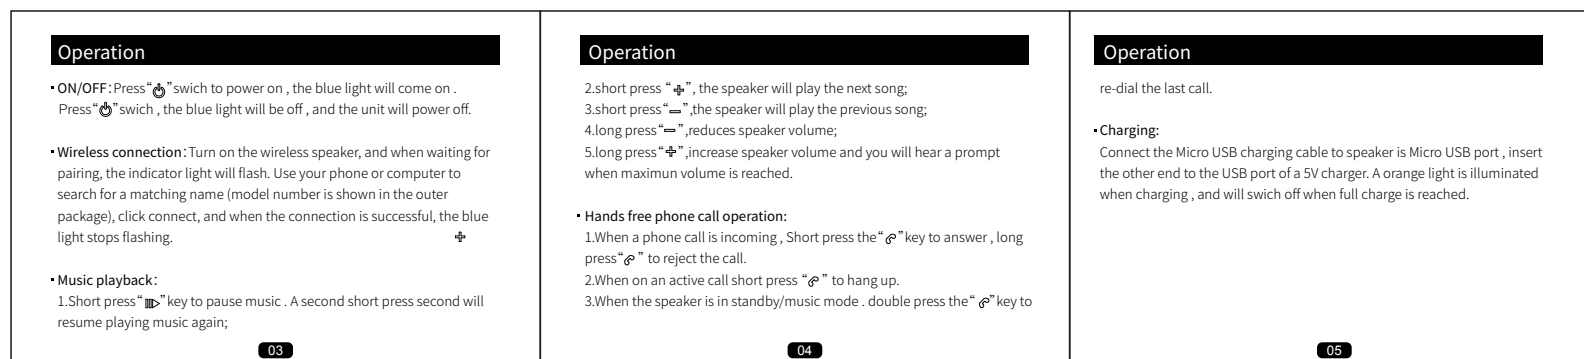 Operation
ON/OFF:Press“⏻”swich to power on , the blue light will come on .
Press“⏻”swich , the blue light will be off , and the unit will power off.
Wireless connection:Turn on the wireless speaker, and when waiting for
pairing, the indicator light will flash. Use your phone or computer to
search for a matching name (model number is shown in the outer
package), click connect, and when the connection is successful, the blue
light stops flashing.
Music playback:
1.Short press“”key to pause music . A second short press second will
resume playing music again;
03
Operation
2.short press “+”, the speaker will play the next song;
3.short press“−”,the speaker will play the previous song;
4.long press“−”,reduces speaker volume;
5.long press“+”,increase speaker volume and you will hear a prompt
when maximun volume is reached.
Hands free phone call operation:
1.When a phone call is incoming , Short press the“”key to answer , long
press“” to reject the call.
2.When on an active call short press “” to hang up.
3.When the speaker is in standby/music mode . double press the“”key to
04
Operation
re-dial the last call.
Charging:
Connect the Micro USB charging cable to speaker is Micro USB port , insert
the other end to the USB port of a 5V charger. A orange light is illuminated
when charging , and will swich off when full charge is reached.
05